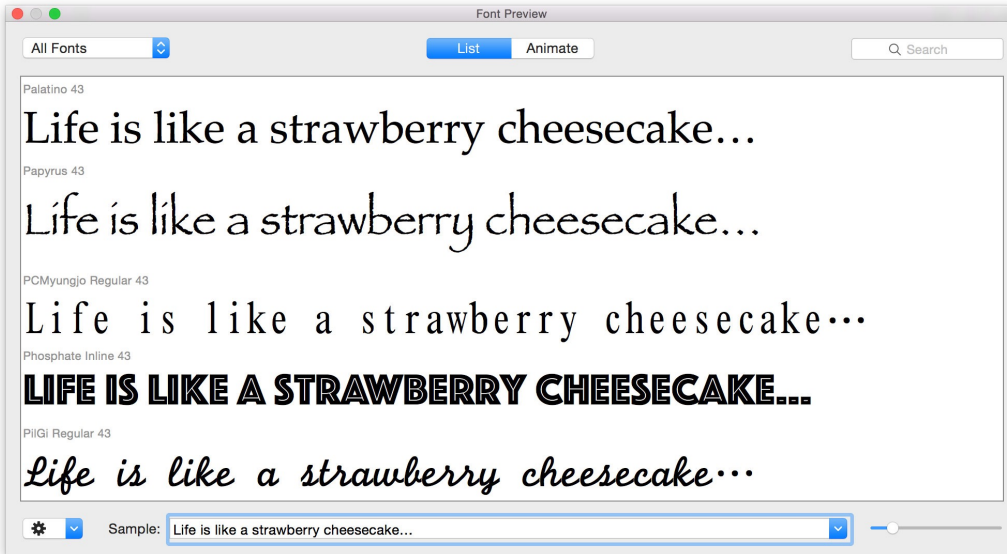 Font Preview
All Fonts List Animate Search
Palatino 43
Life is like a strawberry cheesecake…
Papyrus 43
Life is like a strawberry cheesecake…
PCMyungjo Regular 43
Life is like a strawberry cheesecake…
Phosphate Inline 43
LIFE IS LIKE A STRAWBERRY CHEESECAKE...
PilGi Regular 43
Life is like a strawberry cheesecake…
Sample: Life is like a strawberry cheesecake…